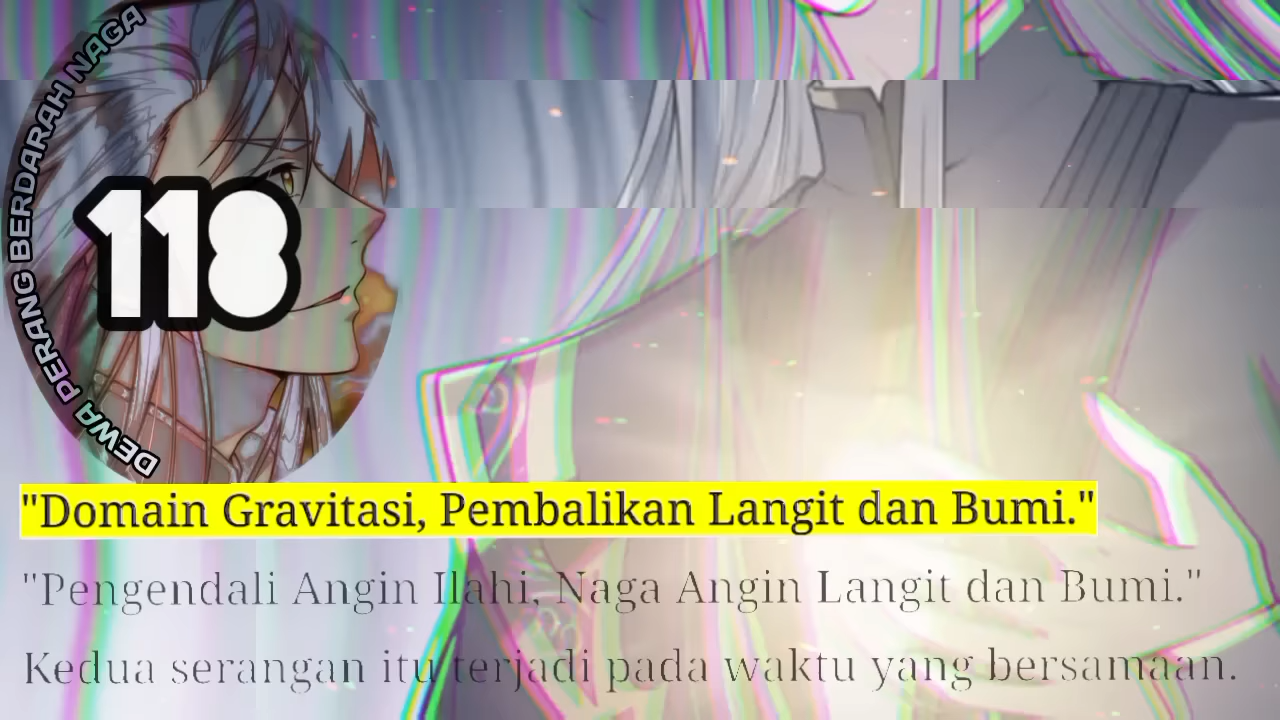 DEWA PERANG BERDARAH NAGA
118
"Domain Gravitasi, Pembalikan Langit dan Bumi."
"Pengendali Angin Ilahi, Naga Angin Langit dan Bumi."
Kedua serangan itu terjadi pada waktu yang bersamaan.